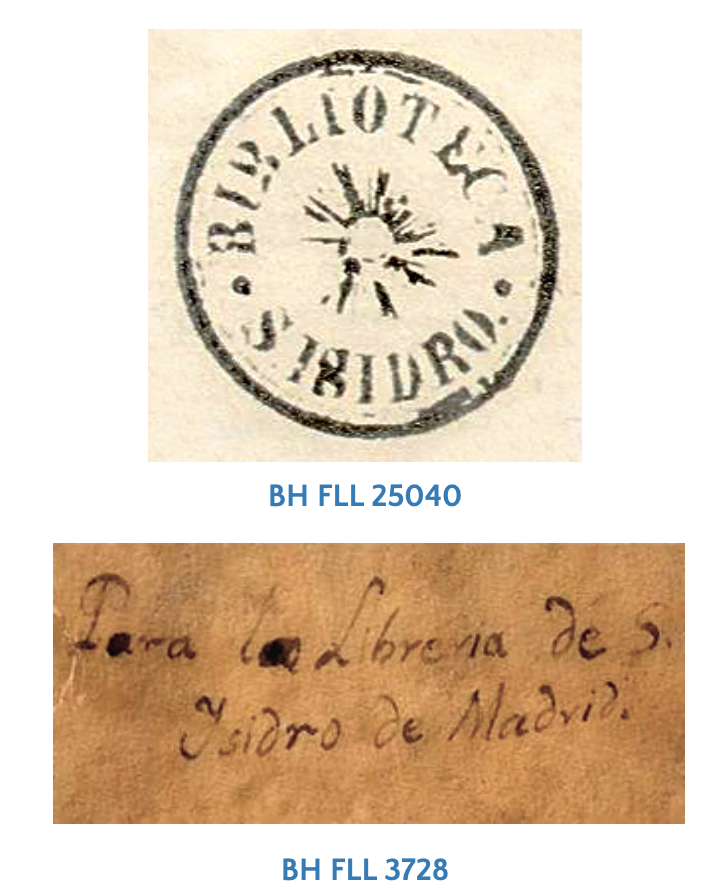 BIBLIOTECA
S ISIDRO.
BH FLL 25040
Para la Libreria de S.
Ysidro de Madrid.
BH FLL 3728